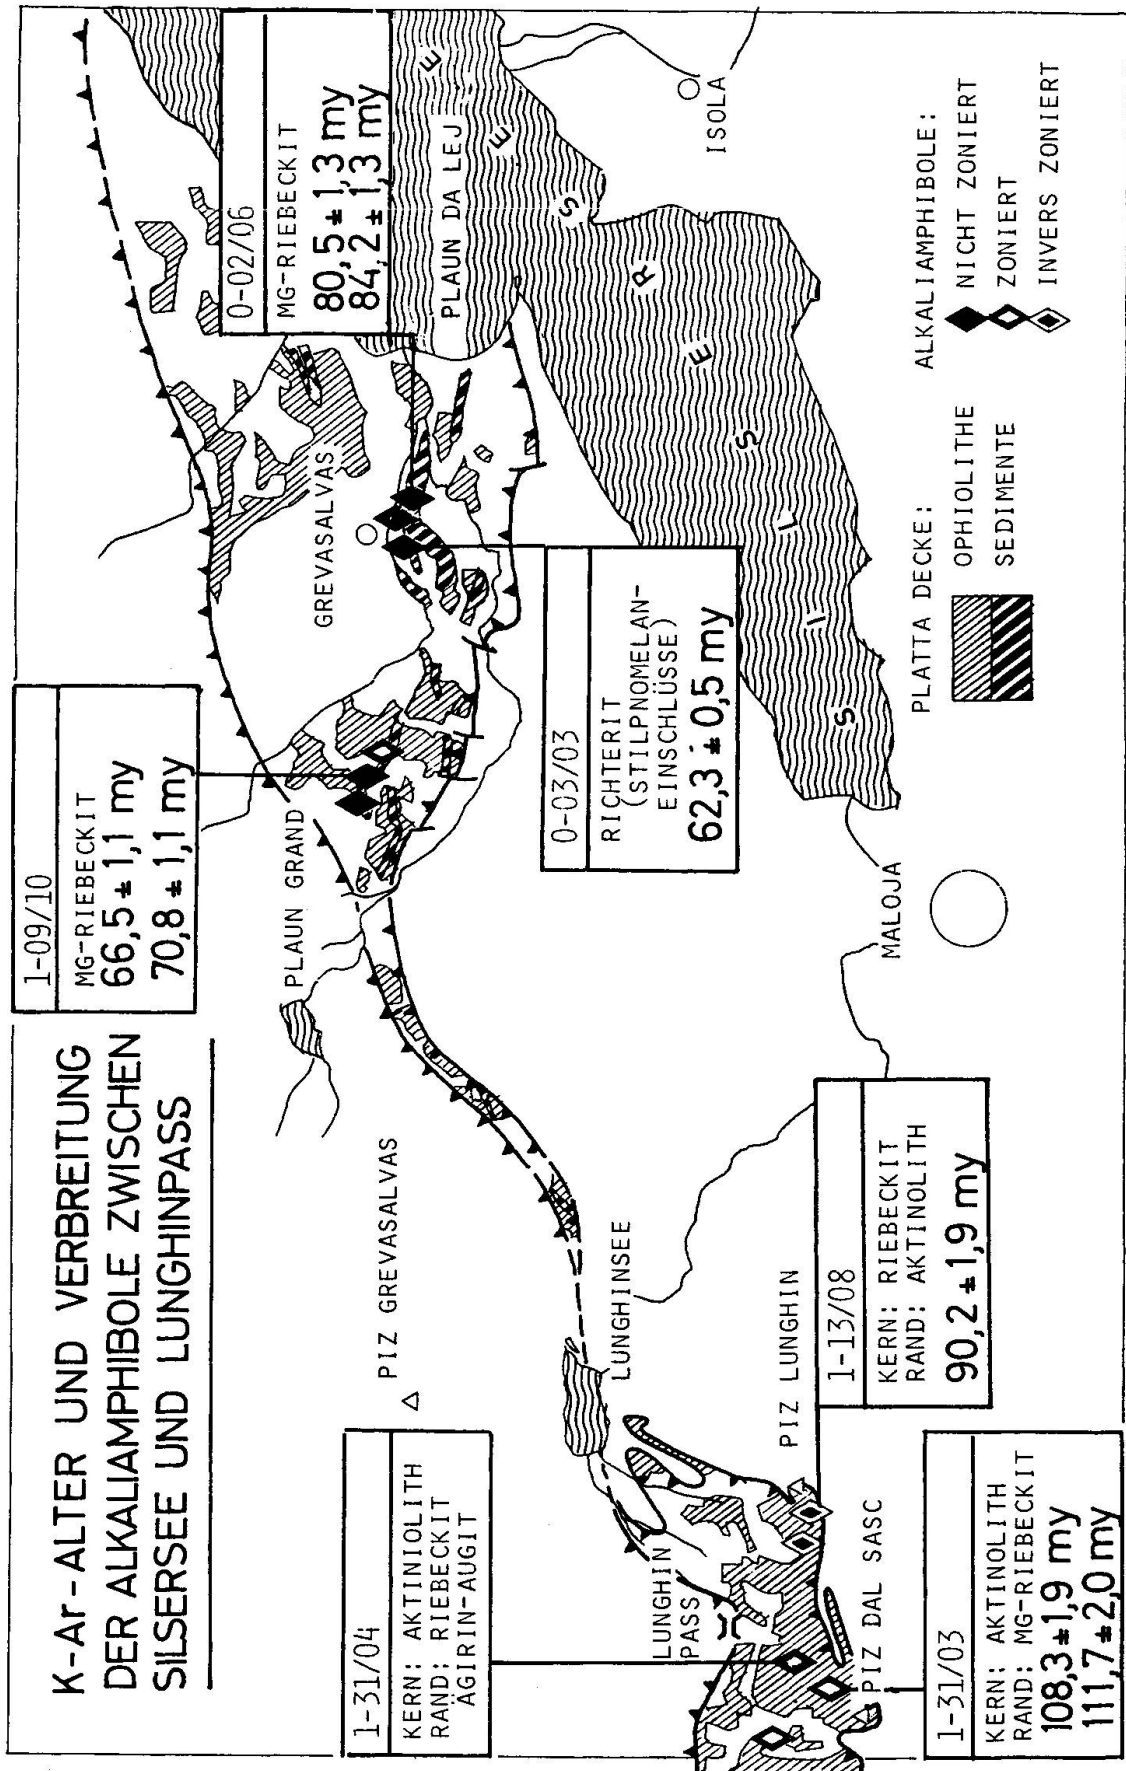 K-Ar-ALTER UND VERBREITUNG
DER ALKALIAMPHIBOLE ZWISCHEN
SILSERSEE UND LUNGHINPASS
1-09/10
MG-RIEBECKIT
66,5 ± 1,1 my
70,8 ± 1,1 my
0-02/06
MG-RIEBECKIT
80,5 ± 1,3 my
84,2 ± 1,3 my
PLAUN DA LEJ
GREVASALVAS
PLAUN GRAND
PIZ GREVASALVAS
1-31/04
KERN: AKTINIOLITH
RAND: RIEBECKIT
ÄGIRIN-AUGIT
LUNGHIN
PASS
LUNGHINSEE
0-03/03
RICHTERIT
(STILPNOMELAN-
EINSCHLÜSSE)
62,3 ± 0,5 my
SILSERSEE
ISOLA
MALOJA
PIZ LUNGHIN
1-13/08
KERN: RIEBECKIT
RAND: AKTINOLITH
90,2 ± 1,9 my
PIZ DAL SASC
1-31/03
KERN: AKTINOLITH
RAND: MG-RIEBECKIT
108,3 ± 1,9 my
111,7 ± 2,0 my
PLATTA DECKE:
OPHIOLITHE
SEDIMENTE
ALKALIAMPHIBOLE:
NICHT ZONIERT
ZONIERT
INVERS ZONIERT